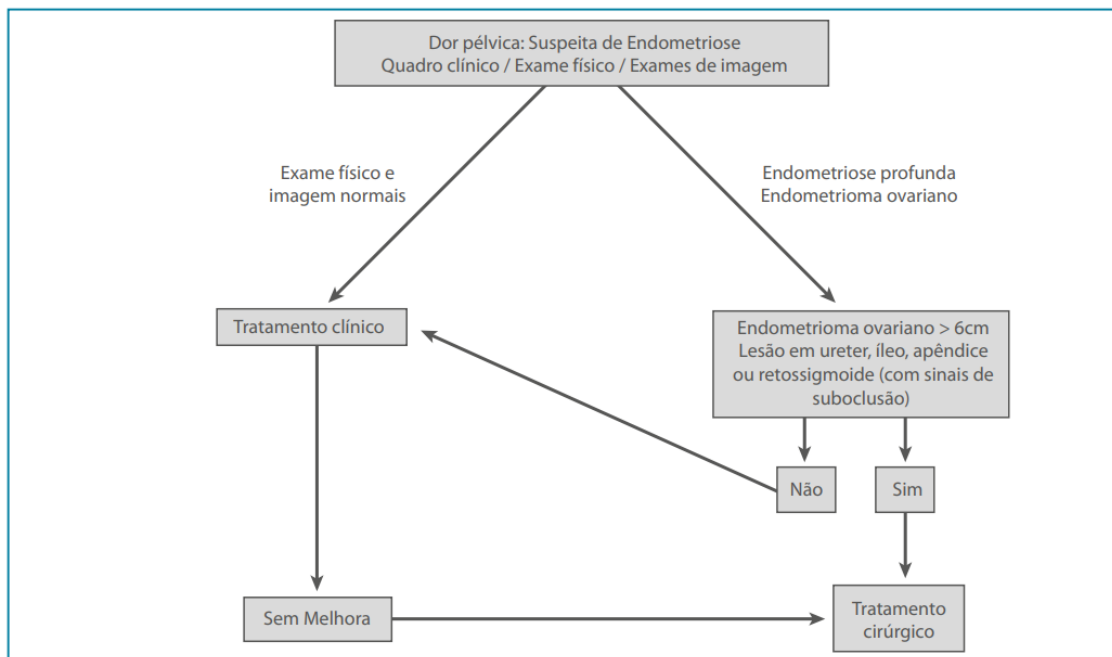 Dor pélvica: Suspeita de Endometriose
Quadro clínico / Exame físico / Exames de imagem
Exame físico e
imagem normais
Endometriose profunda
Endometrioma ovariano
Tratamento clínico
Endometrioma ovariano > 6cm
Lesão em ureter, íleo, apêndice
ou retossigmoide (com sinais de
suboclusão)
Não
Sim
Sem Melhora
Tratamento
cirúrgico